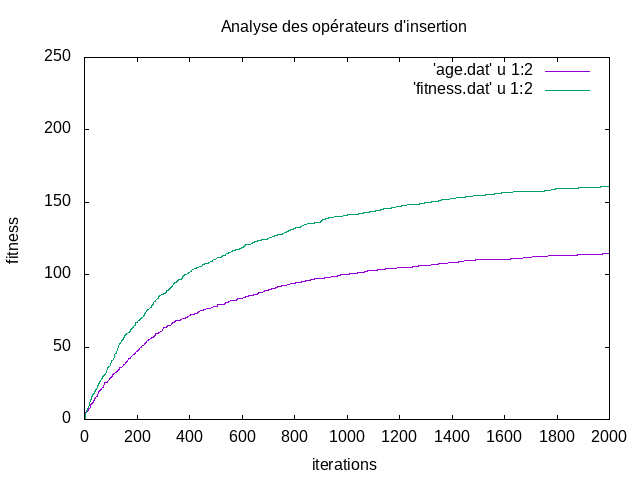 Analyse des opérateurs d'insertion
'age.dat' u 1:2
'fitness.dat' u 1:2
250
200
150
100
50
0
fitness
0 200 400 600 800 1000 1200 1400 1600 1800 2000
iterations